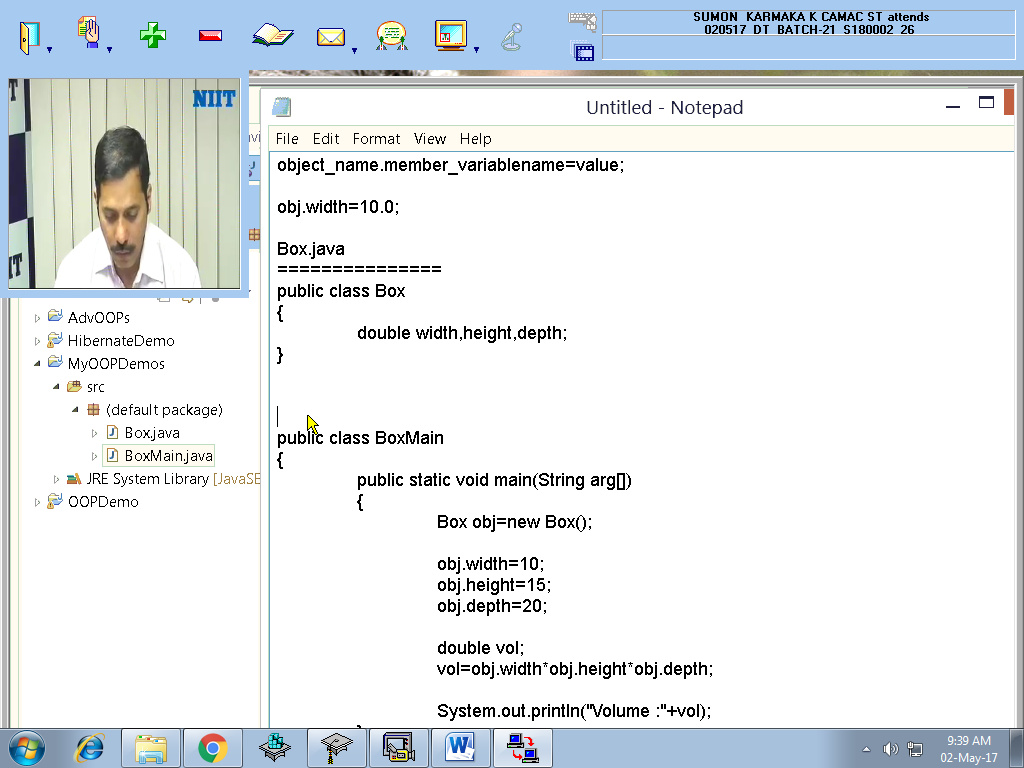 SUMON KARMAKA K CAMAC ST attends
020517 DT BATCH-21 S180002 26
NIIT
Untitled - Notepad
File Edit Format View Help
object_name.member_variablename=value;
obj.width=10.0;
Box.java
===============
public class Box
{
double width,height,depth;
}
public class BoxMain
{
public static void main(String arg[])
{
Box obj=new Box();
obj.width=10;
obj.height=15;
obj.depth=20;
double vol;
vol=obj.width*obj.height*obj.depth;
System.out.println("Volume :"+vol);
AdvOOPs
HibernateDemo
MyOOPDemos
src
(default package)
Box.java
BoxMain.java
JRE System Library [JavaSE
OOPDemo
9:39 AM
02-May-17